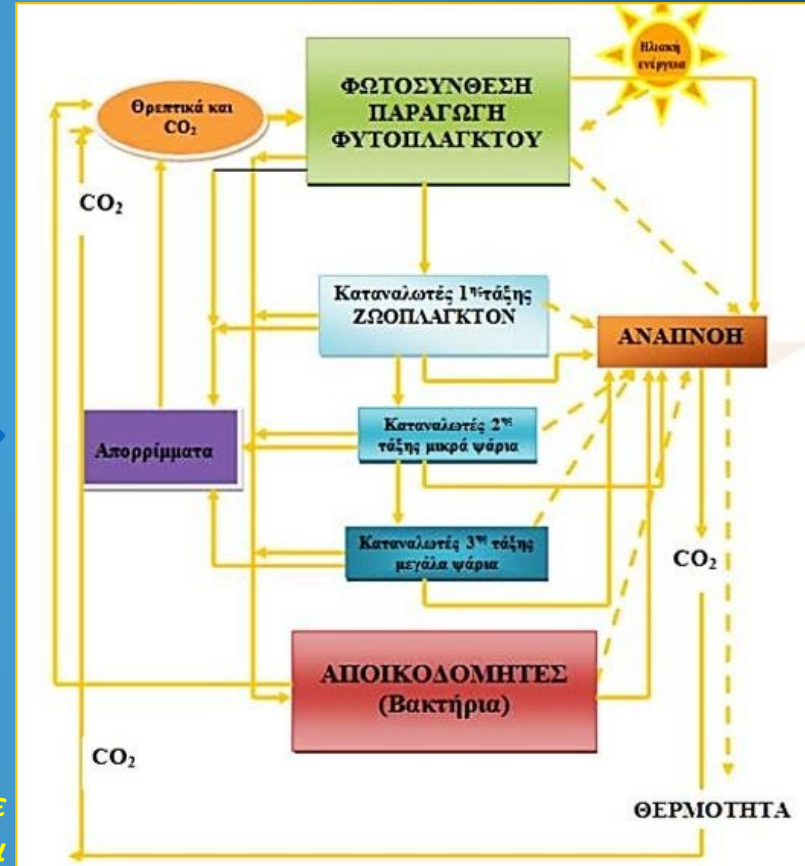 Ηλιακή
ενέργεια
ΦΩΤΟΣΥΝΘΕΣΗ
ΠΑΡΑΓΩΓΗ
ΦΥΤΟΠΛΑΓΚΤΟΥ
Θρεπτικά και
CO₂
CO₂
Καταναλωτές 1ης τάξης
ΖΩΟΠΛΑΓΚΤΟΝ
ΑΝΑΠΝΟΗ
Απορρίμματα
Καταναλωτές 2ης
τάξης μικρά ψάρια
Καταναλωτές 3ης τάξης
μεγάλα ψάρια
CO₂
ΑΠΟΙΚΟΔΟΜΗΤΕΣ
(Βακτήρια)
CO₂
ΘΕΡΜΟΤΗΤΑ